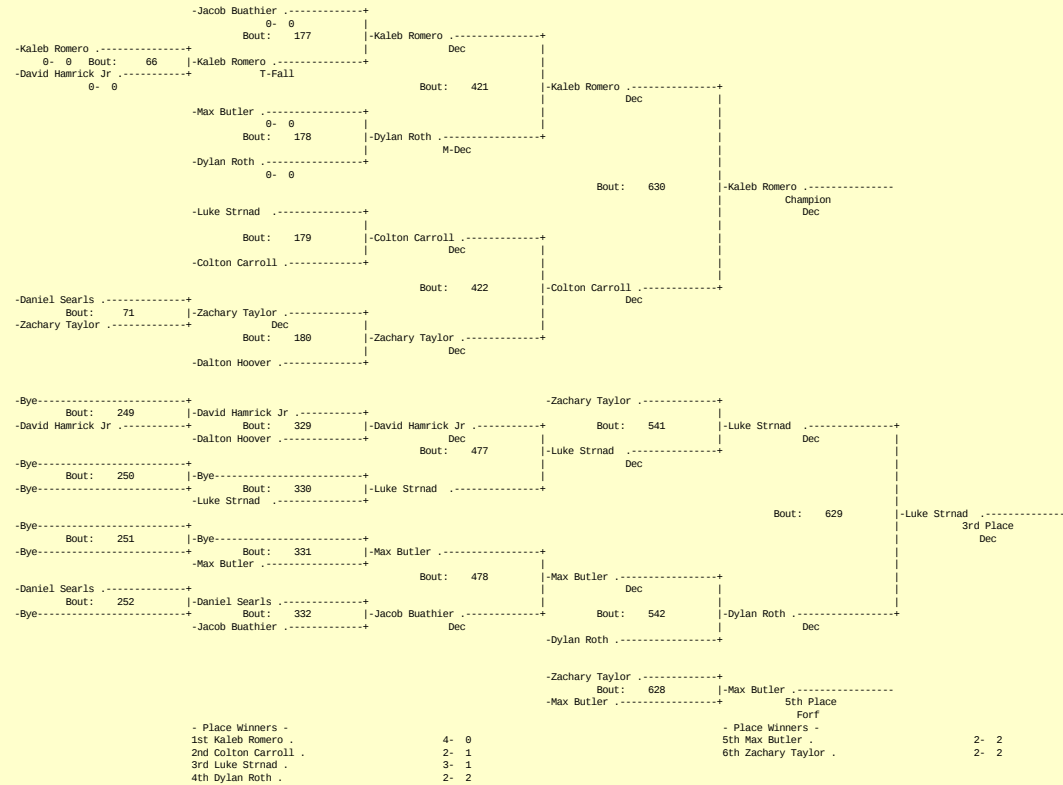 -Jacob Buathier .------------+
0- 0 |
Bout: 177 |-Kaleb Romero .--------------+
-Kaleb Romero .--------------+ | Dec |
0- 0 Bout: 66 |-Kaleb Romero .--------------+ |
-David Hamrick Jr .-----------+ T-Fall |
0- 0 Bout: 421 |-Kaleb Romero .--------------+
| Dec |
-Max Butler .----------------+ | |
0- 0 | | |
Bout: 178 |-Dylan Roth .----------------+ |
| M-Dec |
-Dylan Roth .----------------+ |
0- 0 |
Bout: 630 |-Kaleb Romero .--------------
| Champion
-Luke Strnad .---------------+ | Dec
| |
Bout: 179 |-Colton Carroll .------------+ |
| Dec | |
-Colton Carroll .-------------+ | |
| |
Bout: 422 |-Colton Carroll .--------------+
-Daniel Searls .-------------+ | Dec
Bout: 71 |-Zachary Taylor .-------------+ |
-Zachary Taylor .------------+ Dec | |
Bout: 180 |-Zachary Taylor .------------+
| Dec
-Dalton Hoover .-------------+
-Bye------------------------+ -Zachary Taylor .------------+
Bout: 249 |-David Hamrick Jr .-----------+ |
-David Hamrick Jr .----------+ Bout: 329 |-David Hamrick Jr .----------+ Bout: 541 |-Luke Strnad .---------------+
-Dalton Hoover .-------------+ Dec | | Dec |
Bout: 477 |-Luke Strnad .---------------+ |
-Bye------------------------+ | Dec |
Bout: 250 |-Bye-------------------------+ | |
-Bye------------------------+ Bout: 330 |-Luke Strnad .---------------+ |
-Luke Strnad .---------------+ |
Bout: 629 |-Luke Strnad .-------------
-Bye------------------------+ | 3rd Place
Bout: 251 |-Bye-------------------------+ | Dec
-Bye------------------------+ Bout: 331 |-Max Butler .----------------+ |
-Max Butler .----------------+ | |
Bout: 478 |-Max Butler .----------------+ |
-Daniel Searls .-------------+ | Dec | |
Bout: 252 |-Daniel Searls .--------------+ | | |
-Bye------------------------+ Bout: 332 |-Jacob Buathier .------------+ Bout: 542 |-Dylan Roth .----------------+
-Jacob Buathier .------------+ Dec | Dec
-Dylan Roth .----------------+
-Zachary Taylor .------------+
Bout: 628 |-Max Butler .----------------
-Max Butler .----------------+ 5th Place
Forf
- Place Winners - - Place Winners -
1st Kaleb Romero . 4- 0 5th Max Butler . 2- 2
2nd Colton Carroll . 2- 1 6th Zachary Taylor . 2- 2
3rd Luke Strnad . 3- 1
4th Dylan Roth . 2- 2